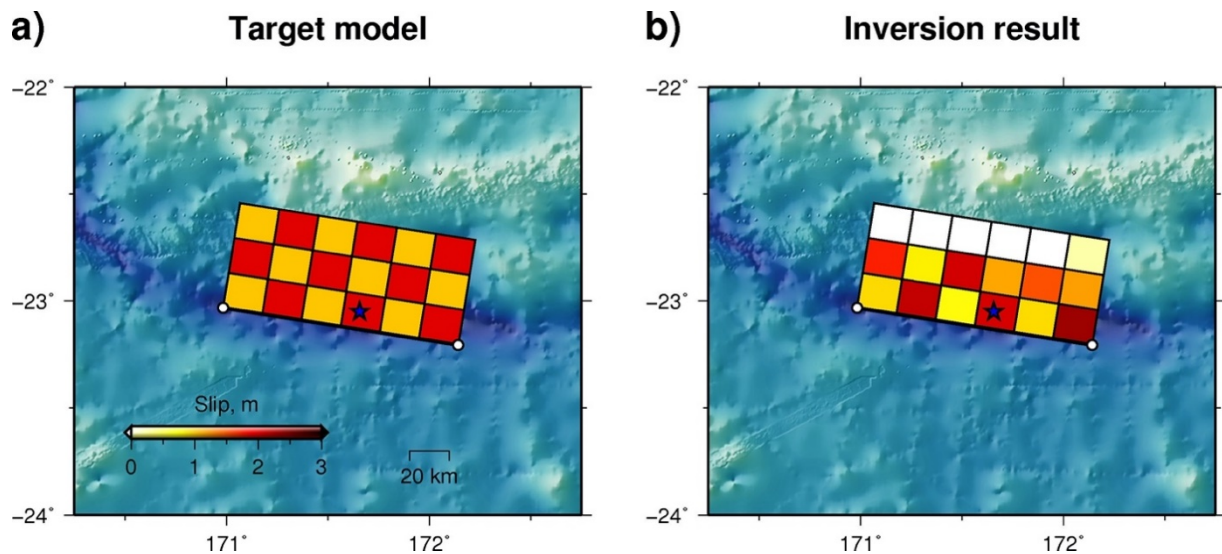 a) Target model
b) Inversion result
−22°
−23°
−24°
171°
172°
Slip, m
0 1 2 3
20 km
−22°
−23°
−24°
171°
172°